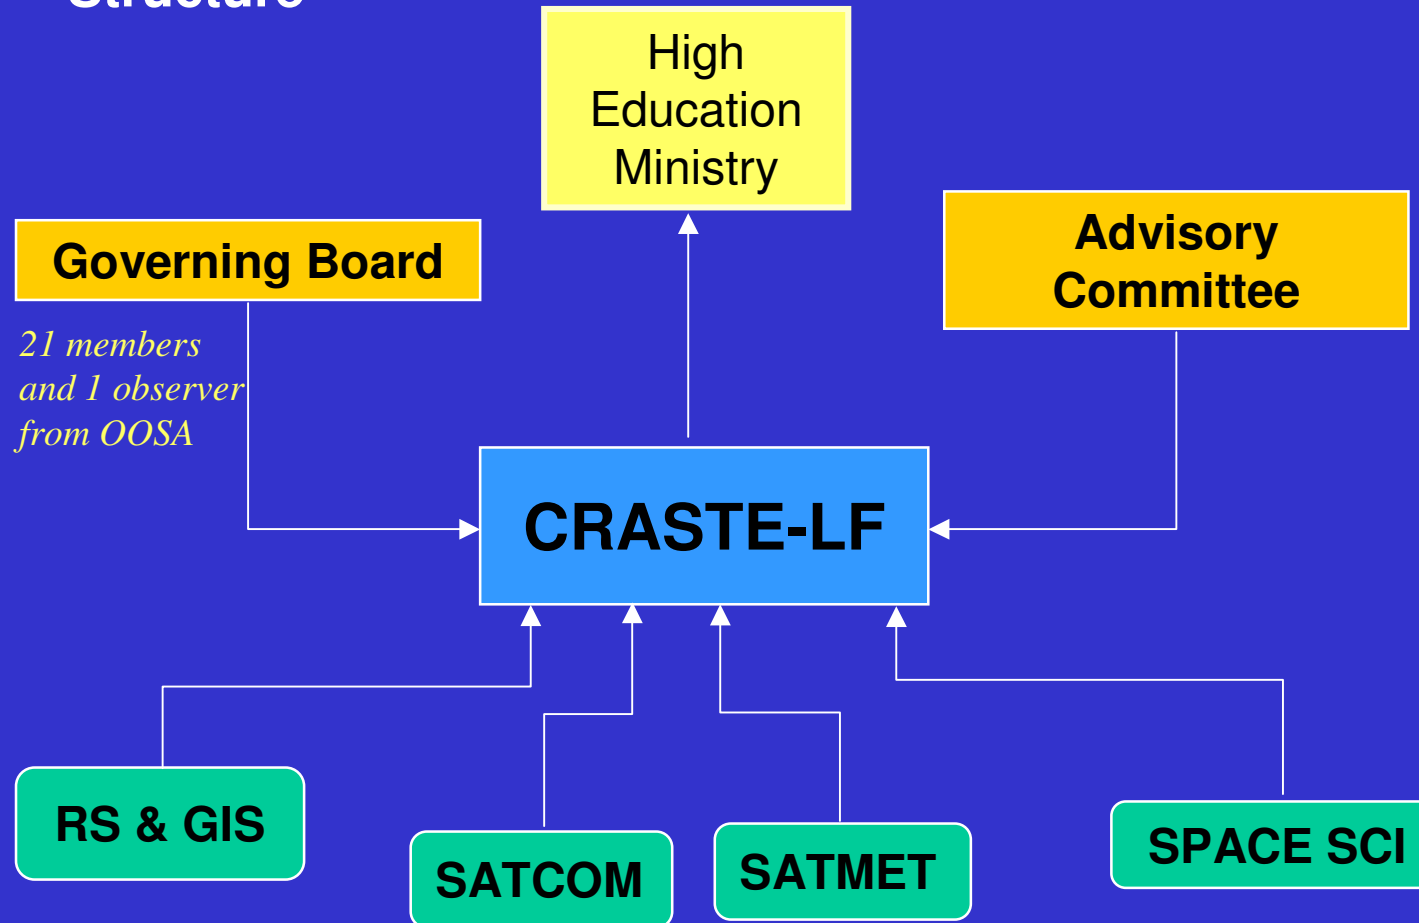 Structure
High
Education
Ministry
Governing Board
Advisory
Committee
21 members
and 1 observer
from OOSA
CRASTE-LF
RS & GIS
SATCOM
SATMET
SPACE SCI